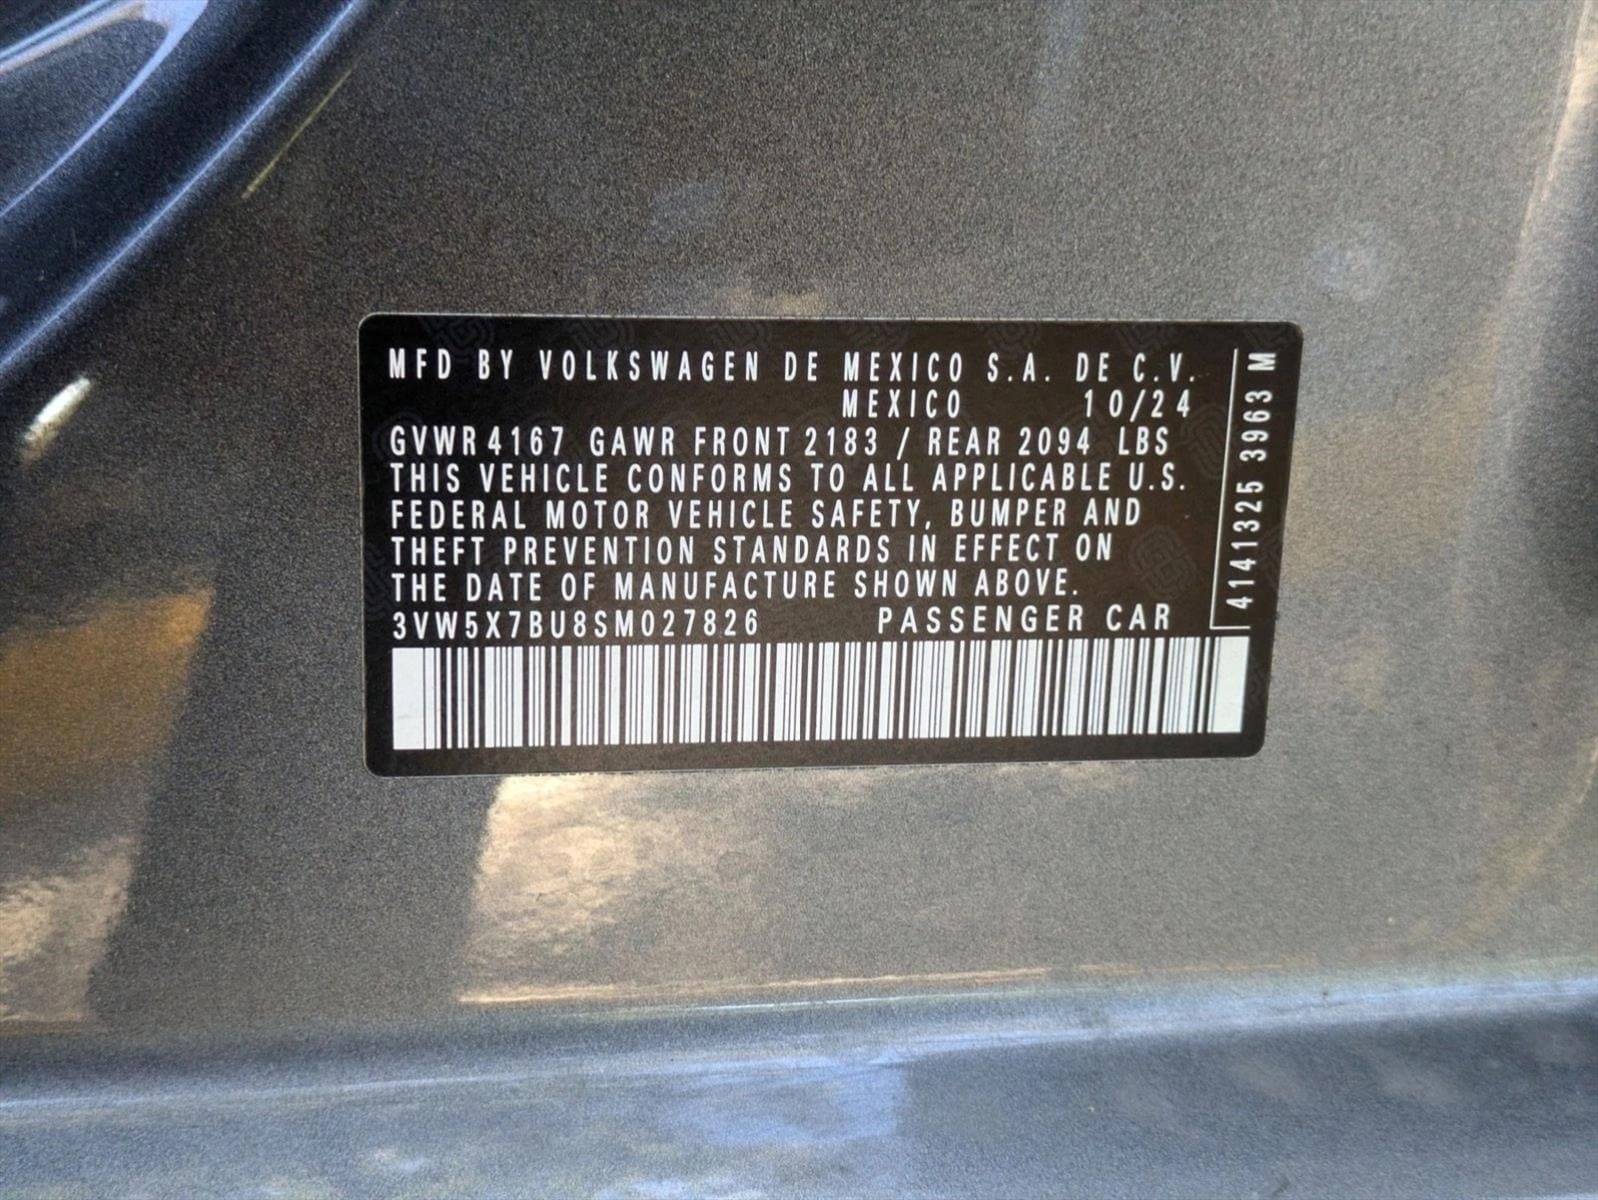 MFD BY VOLKSWAGEN DE MEXICO S.A. DE C.V.
MEXICO 10/24
GVWR 4167 GAWR FRONT 2183 / REAR 2094 LBS
THIS VEHICLE CONFORMS TO ALL APPLICABLE U.S.
FEDERAL MOTOR VEHICLE SAFETY, BUMPER AND
THEFT PREVENTION STANDARDS IN EFFECT ON
THE DATE OF MANUFACTURE SHOWN ABOVE.
3VW5X7BU8SM027826 PASSENGER CAR
4141325 3963 M